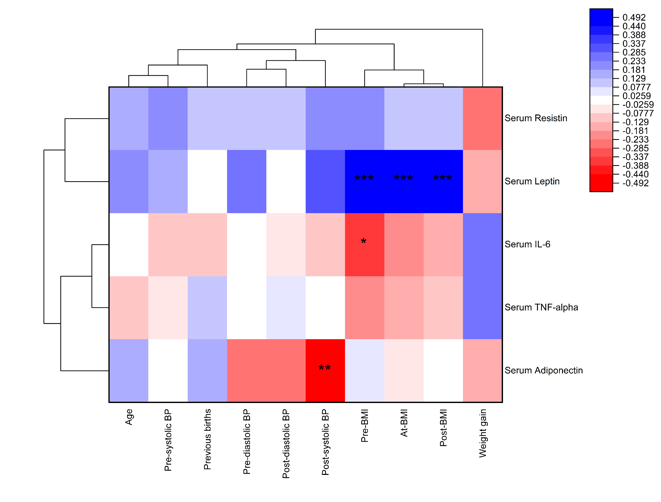 0.492
0.440
0.388
0.337
0.285
0.233
0.181
0.129
0.0777
0.0259
-0.0259
-0.0777
-0.129
-0.181
-0.233
-0.285
-0.337
-0.388
-0.440
-0.492
Serum Resistin
*** *** *** Serum Leptin
* Serum IL-6
Serum TNF-alpha
** Serum Adiponectin
Age
Pre-systolic BP
Previous births
Pre-diastolic BP
Post-diastolic BP
Post-systolic BP
Pre-BMI
At-BMI
Post-BMI
Weight gain